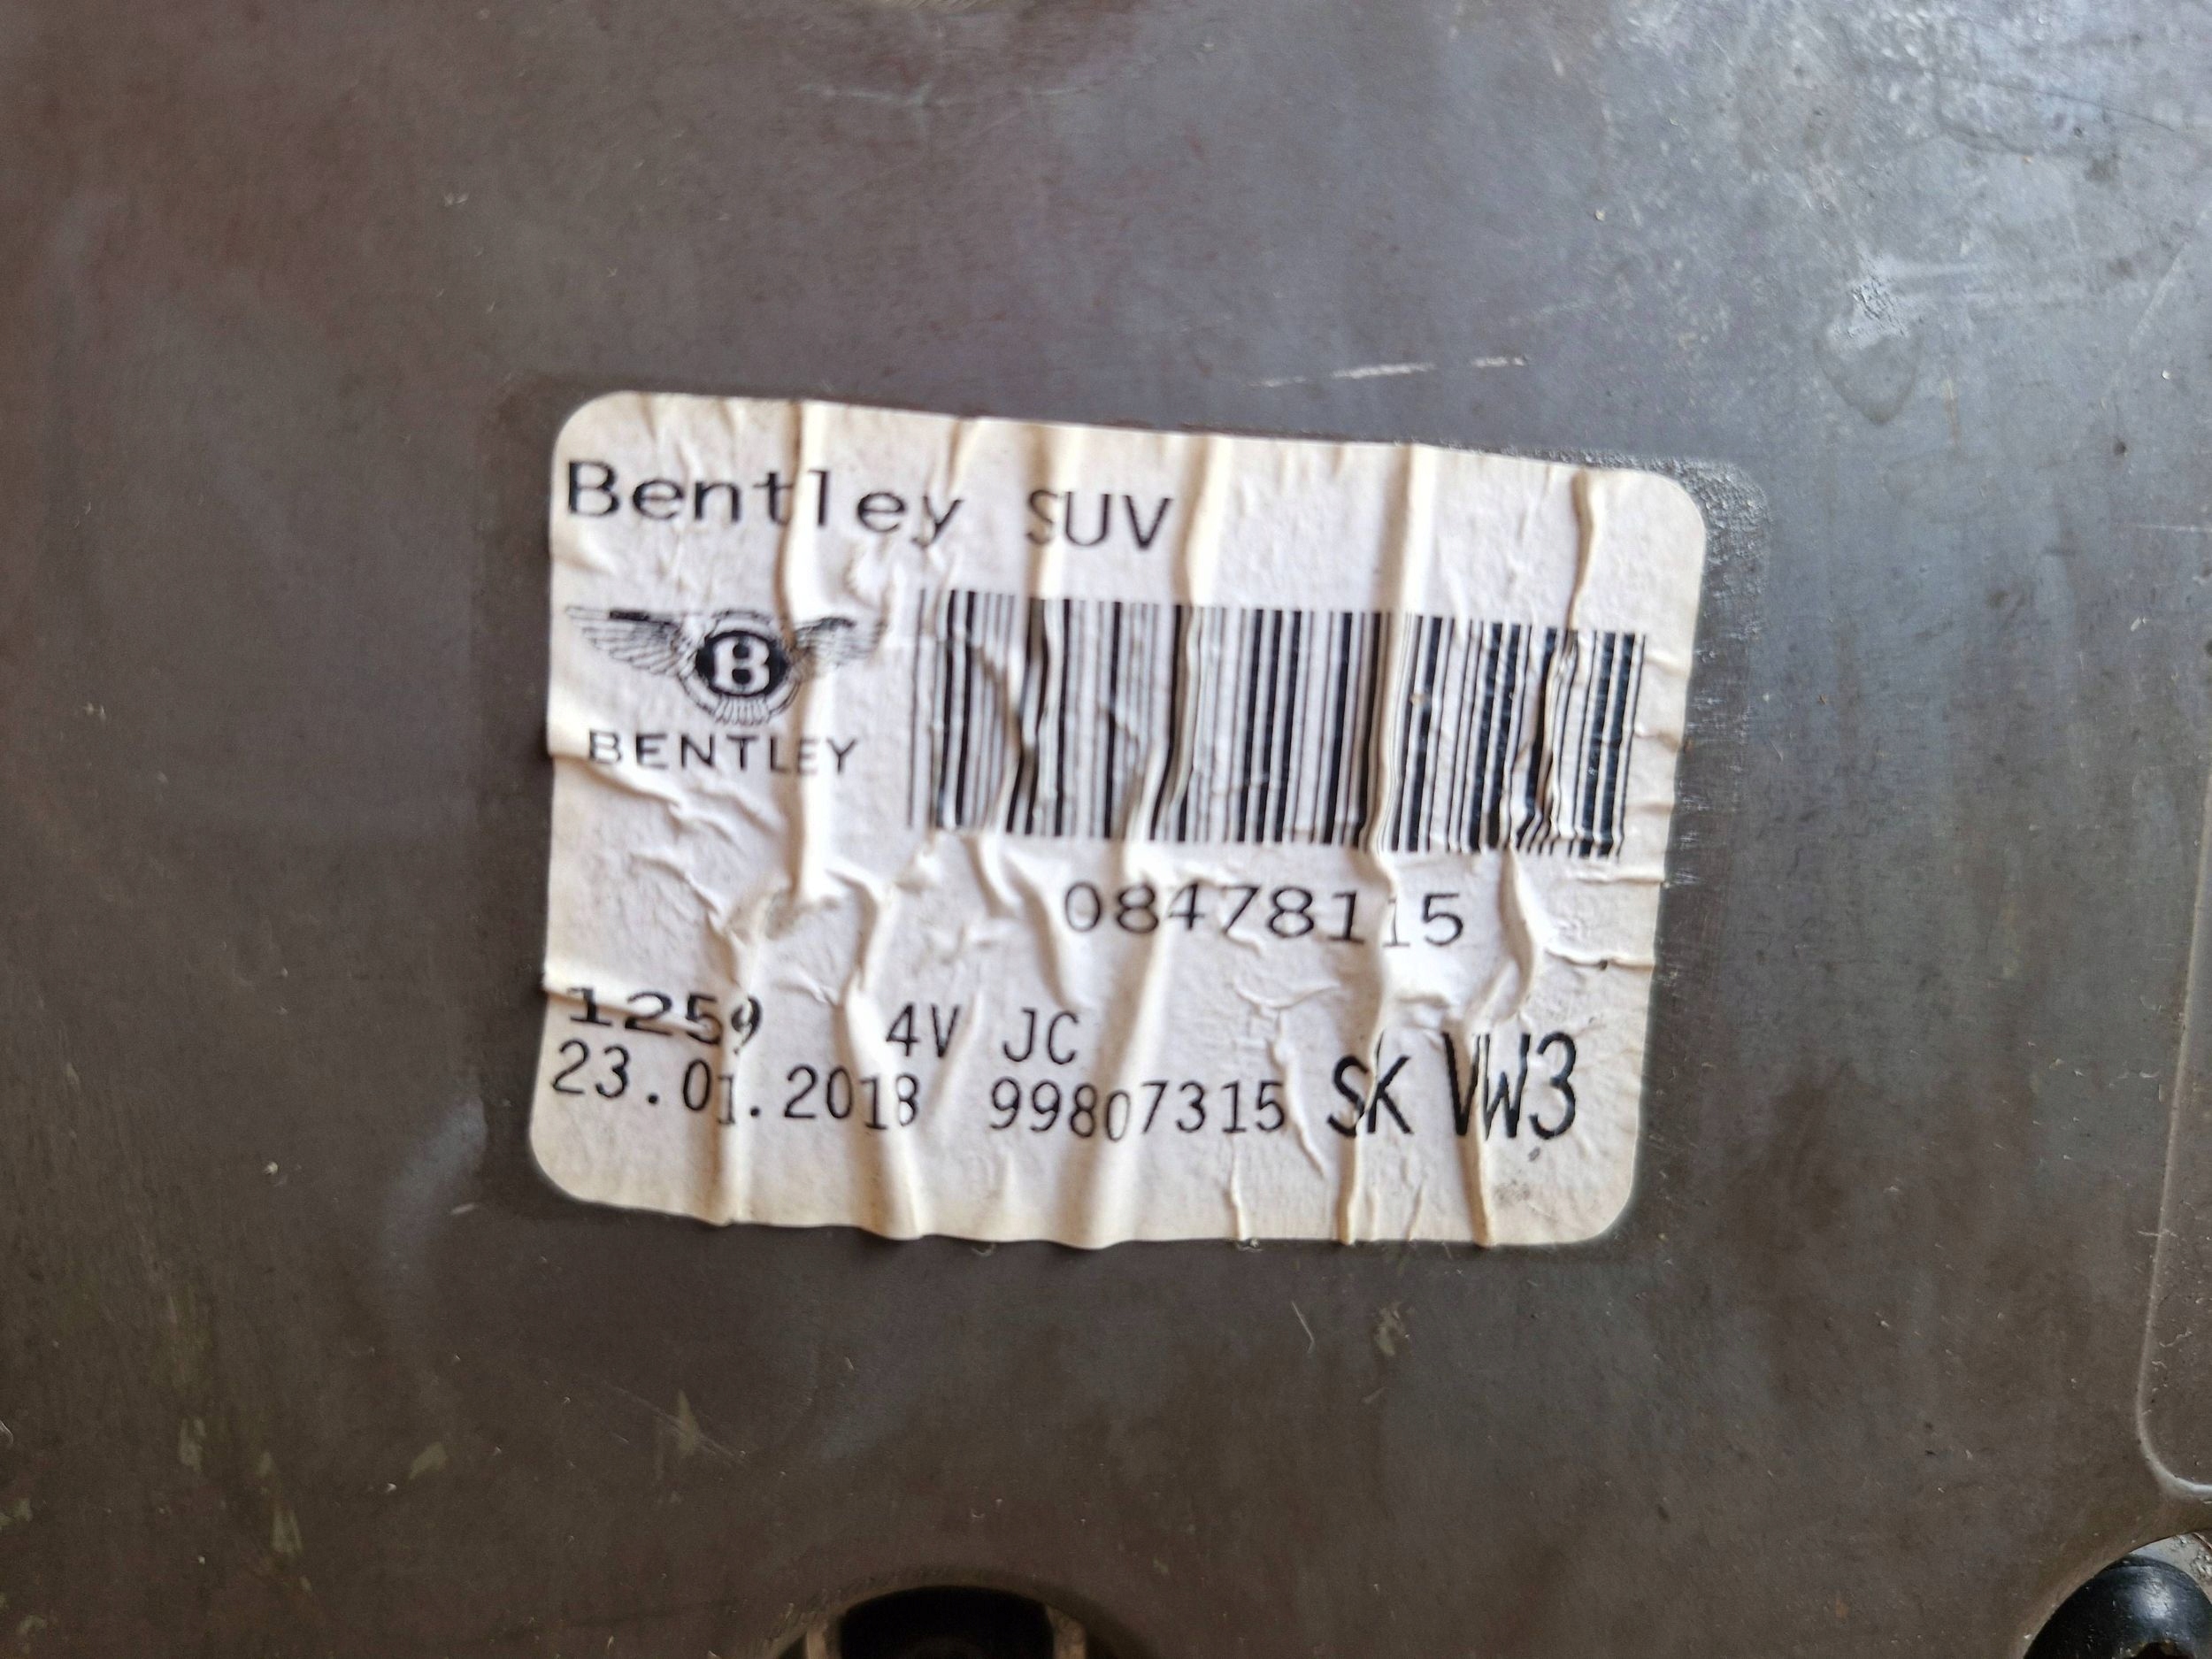 Bentley SUV
B
BENTLEY
08478115
1259 4V JC
23.01.2018 99807315 SK VW3